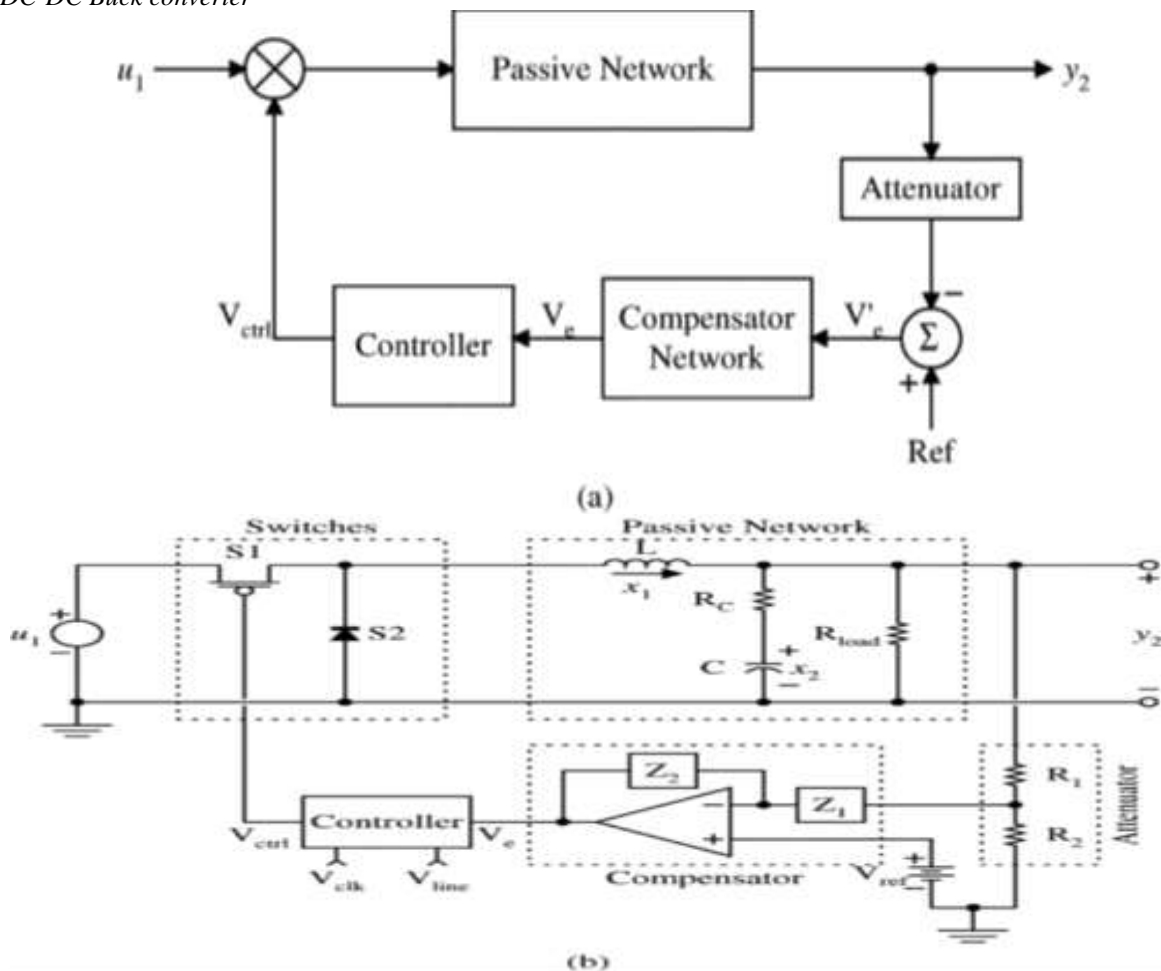 DC-DC Buck converter
u1
Passive Network
y2
Attenuator
−
Vctrl
Controller
Ve
Compensator
Network
V'e
Σ
+
Ref
(a)
Switches
Passive Network
S1
L
x1
RC
+
u1
−
S2
Rload
C
+
x2
−
+
y2
−
Z2
Z1
R1
R2
Attenuator
−
+
Vctrl
Controller
Ve
Vclk
Vline
Compensator
Vref
+
−
(b)